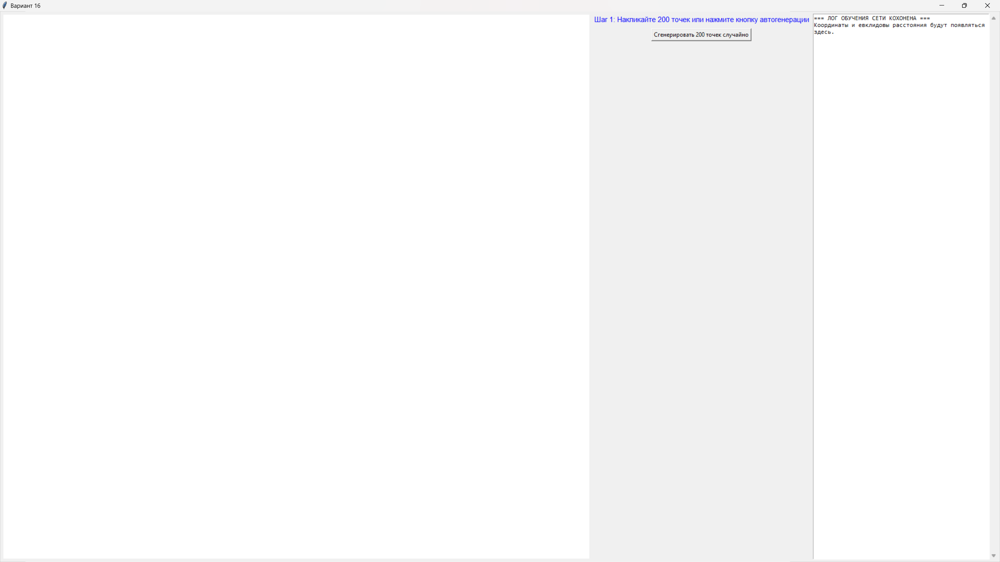 Вариант 16
Шаг 1: Накликайте 200 точек или нажмите кнопку автогенерации
Сгенерировать 200 точек случайно
=== ЛОГ ОБУЧЕНИЯ СЕТИ КОХОНЕНА ===
Координаты и евклидовы расстояния будут появляться
здесь.